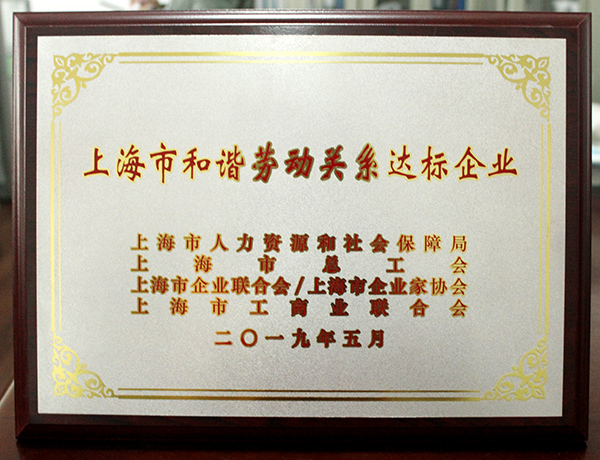 上海市和谐劳动关系达标企业
上海市人力资源和社会保障局
上海市总工会
上海市企业联合会/上海市企业家协会
上海市工商业联合会
二〇一九年五月